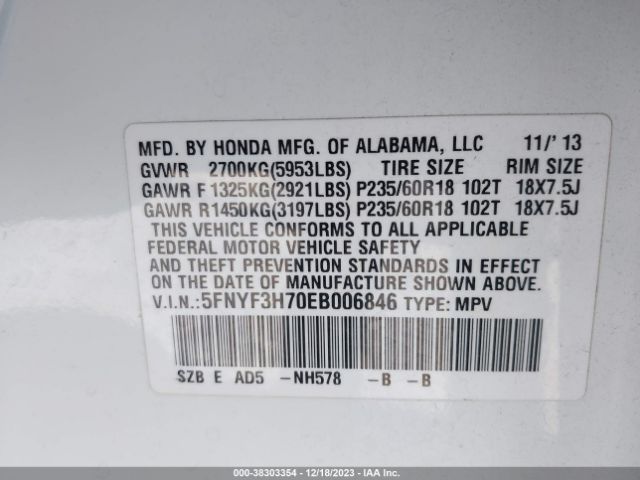 MFD. BY HONDA MFG. OF ALABAMA, LLC 11/'13
GVWR 2700KG(5953LBS) TIRE SIZE RIM SIZE
GAWR F 1325KG(2921LBS) P235/60R18 102T 18X7.5J
GAWR R1450KG(3197LBS) P235/60R18 102T 18X7.5J
THIS VEHICLE CONFORMS TO ALL APPLICABLE
FEDERAL MOTOR VEHICLE SAFETY
AND THEFT PREVENTION STANDARDS IN EFFECT
ON THE DATE OF MANUFACTURE SHOWN ABOVE.
V.I.N.:5FNYF3H70EB006846 TYPE: MPV
SZB E AD5 -NH578 -B -B
000-38303354 - 12/18/2023 - IAAI.COM